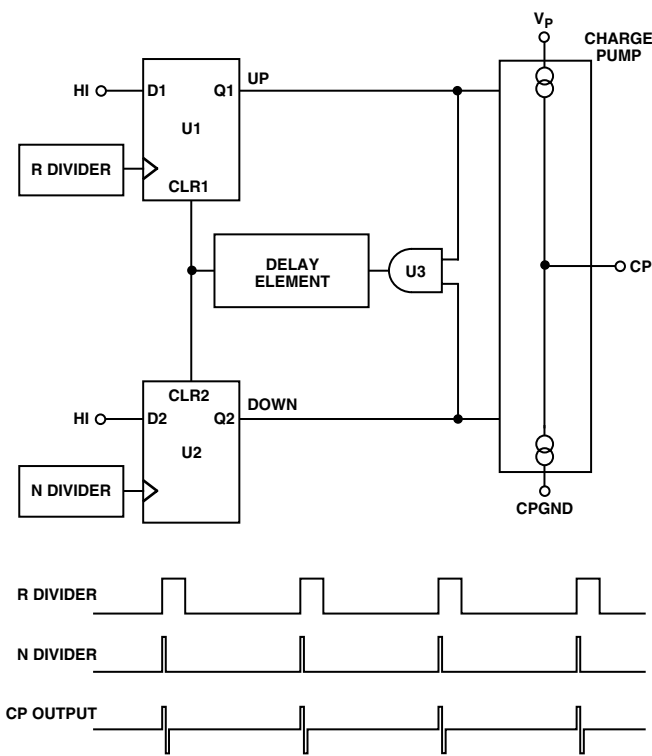 VP
CHARGE
PUMP
HI
D1
Q1
UP
U1
R DIVIDER
CLR1
DELAY
ELEMENT
U3
CP
CLR2
HI
D2
Q2
DOWN
U2
N DIVIDER
CPGND
R DIVIDER
N DIVIDER
CP OUTPUT